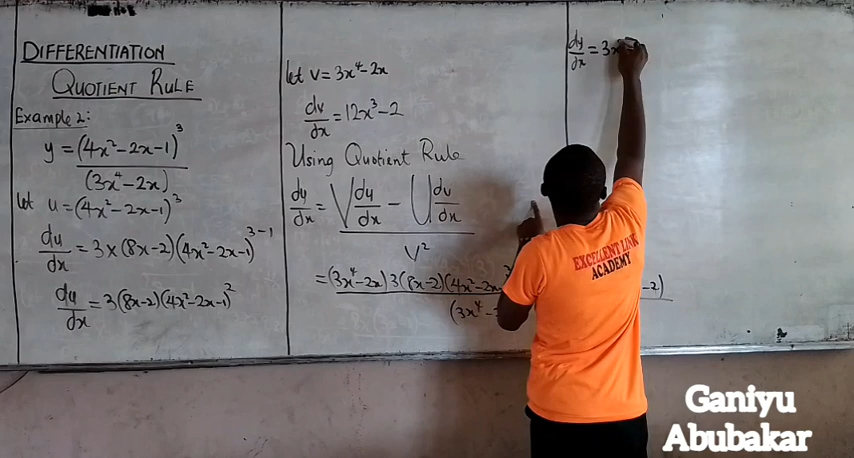 DIFFERENTIATION
QUOTIENT RULE
Example 2:
y = (4x²-2x-1)³
(3x⁴-2x)
let u = (4x²-2x-1)³
du/dx = 3×(8x-2)(4x²-2x-1)³⁻¹
du/dx = 3(8x-2)(4x²-2x-1)²
let v = 3x⁴-2x
dv/dx = 12x³-2
Using Quotient Rule
dy/dx = V du/dx - U dv/dx
V²
= (3x⁴-2x)3(8x-2)(4x²-2x -2)
(3x⁴-
dy/dx = 3x
EXCELLENT LINK
ACADEMY
Ganiyu
Abubakar